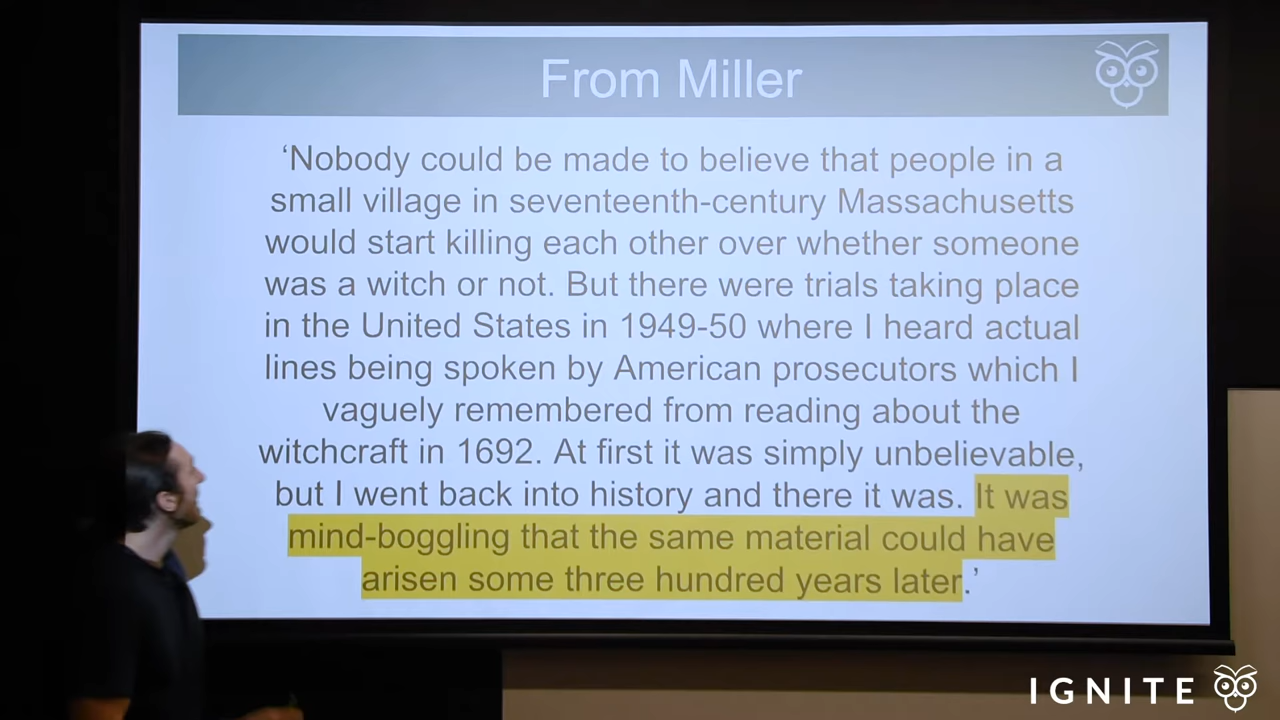 From Miller
‘Nobody could be made to believe that people in a
small village in seventeenth-century Massachusetts
would start killing each other over whether someone
was a witch or not. But there were trials taking place
in the United States in 1949-50 where I heard actual
lines being spoken by American prosecutors which I
vaguely remembered from reading about the
witchcraft in 1692. At first it was simply unbelievable,
but I went back into history and there it was. It was
mind-boggling that the same material could have
arisen some three hundred years later.’
IGNITE